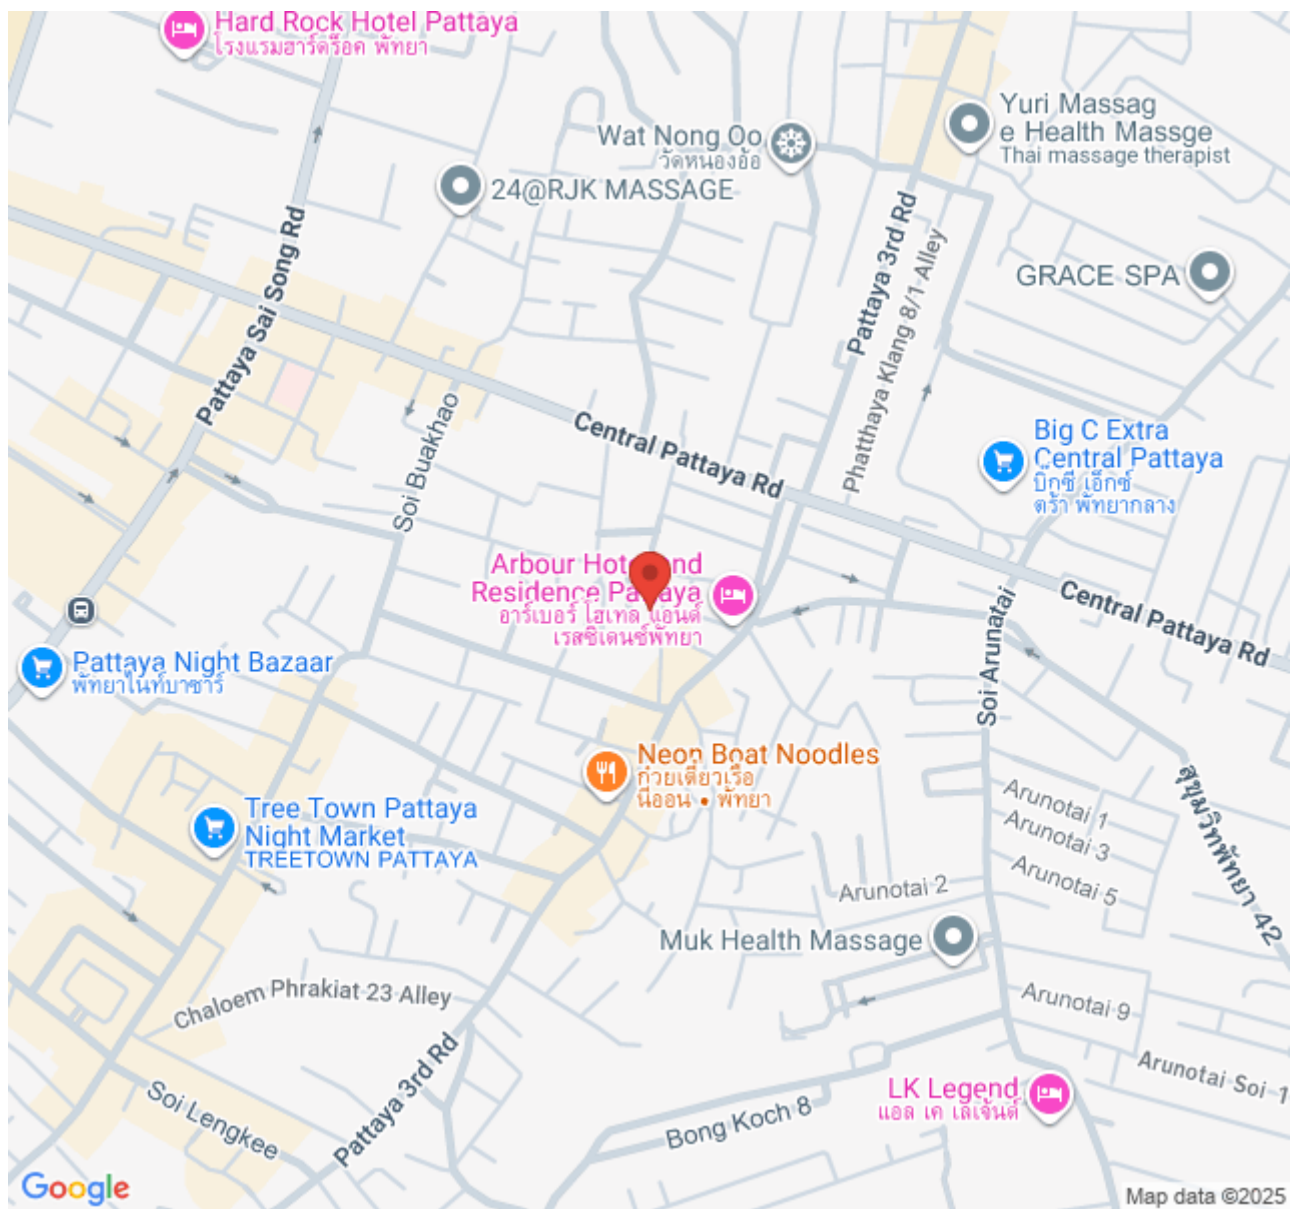 Hard Rock Hotel Pattaya
โรงแรมฮาร์ดร็อค พัทยา
Yuri Massag
e Health Massge
Thai massage therapist
Wat Nong Oo
วัดหนองอ้อ
24@RJK MASSAGE
Pattaya Sai Song Rd
Pattaya 3rd Rd
Phatthaya Klang 8/1 Alley
GRACE SPA
Soi Buakhao
Central Pattaya Rd
Big C Extra
Central Pattaya
บิ๊กซี เอ็กซ์
ตร้า พัทยากลาง
Arbour Hotel and
Residence Pattaya
อาร์เบอร์ โฮเทล แอนด์
เรสซิเดนซ์พัทยา
Central Pattaya Rd
Soi Arunatai
Pattaya Night Bazaar
พัทยาไนท์บาซาร์
Neon Boat Noodles
ก๋วยเตี๋ยวเรือ
นีออน • พัทยา
สุขุมวิทพัทยา 42
Tree Town Pattaya
Night Market
TREETOWN PATTAYA
Arunotai 1
Arunotai 3
Arunotai 5
Arunotai 2
Muk Health Massage
Chaloem Phrakiat 23 Alley
Arunotai 9
Arunotai Soi 1
Soi Lengkee
Pattaya 3rd Rd
LK Legend
แอล เค เลเจ้นด์
Bong Koch 8
Google
Map data ©2025